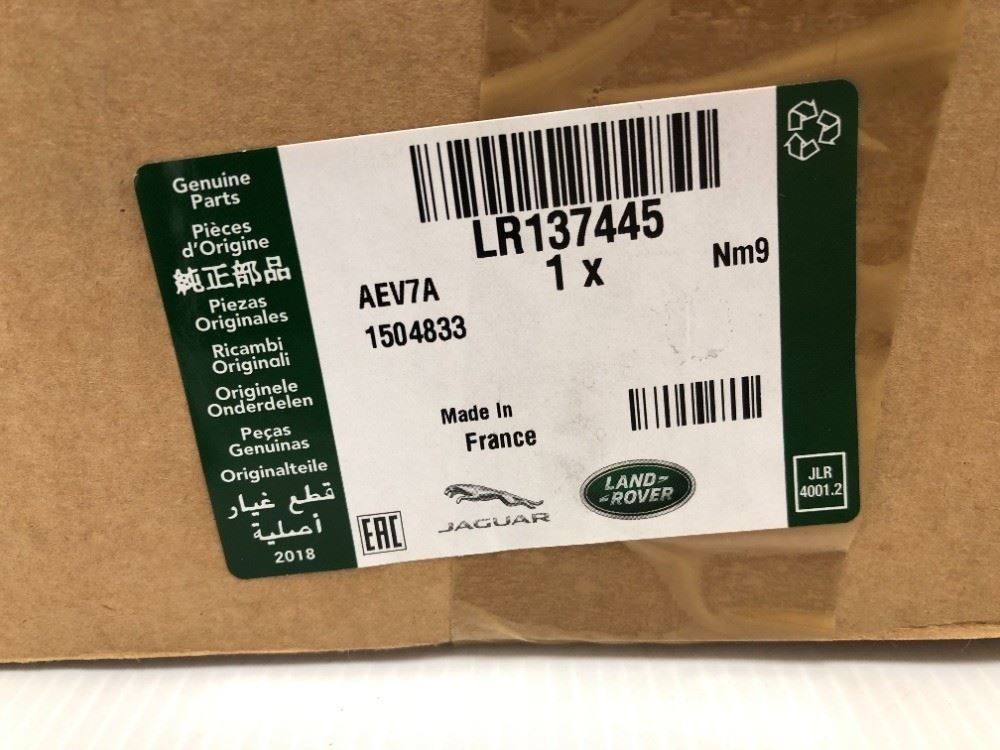 Genuine
Parts
Pièces
d'Origine
純正部品
Piezas
Originales
Ricambi
Originali
Originele
Onderdelen
Peças
Genuinas
Originalteile
قطع غيار
أصلية
2018
LR137445
1 x
Nm9
AEV7A
1504833
Made In
France
EAC
JAGUAR
LAND-
-ROVER
JLR
4001.2